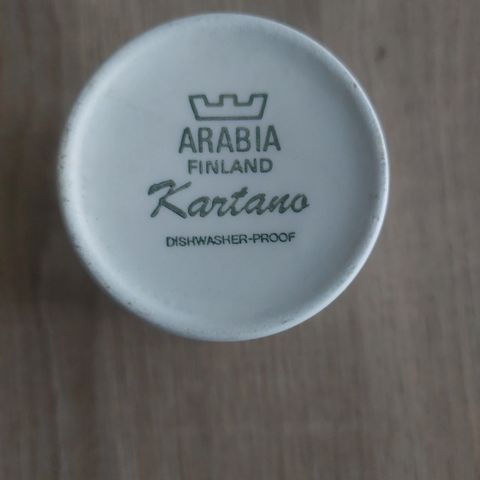 ARABIA
FINLAND
Kartano
DISHWASHER-PROOF